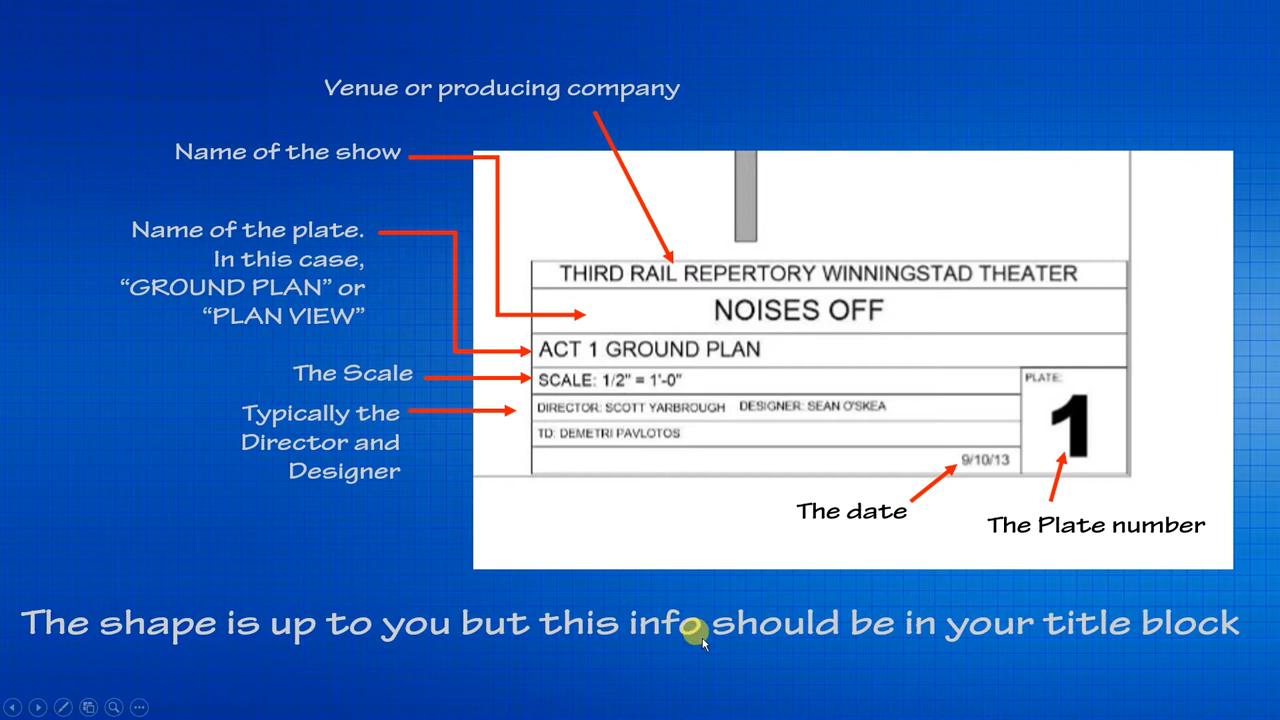 Venue or producing company
Name of the show
Name of the plate.
In this case,
“GROUND PLAN” or
“PLAN VIEW”
The Scale
Typically the
Director and
Designer
THIRD RAIL REPERTORY WINNINGSTAD THEATER
NOISES OFF
ACT 1 GROUND PLAN
SCALE: 1/2" = 1'-0"
PLATE:
1
DIRECTOR: SCOTT YARBROUGH DESIGNER: SEAN O'SKEA
TD: DEMETRI PAVLOTOS
9/10/13
The date
The Plate number
The shape is up to you but this info should be in your title block